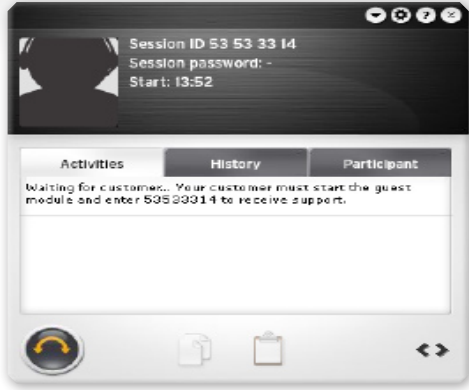 Session ID 53 53 33 14
Session password: -
Start: 13:52
Activities
History
Participant
Waiting for customer... Your customer must start the guest
module and enter 53533314 to receive support.